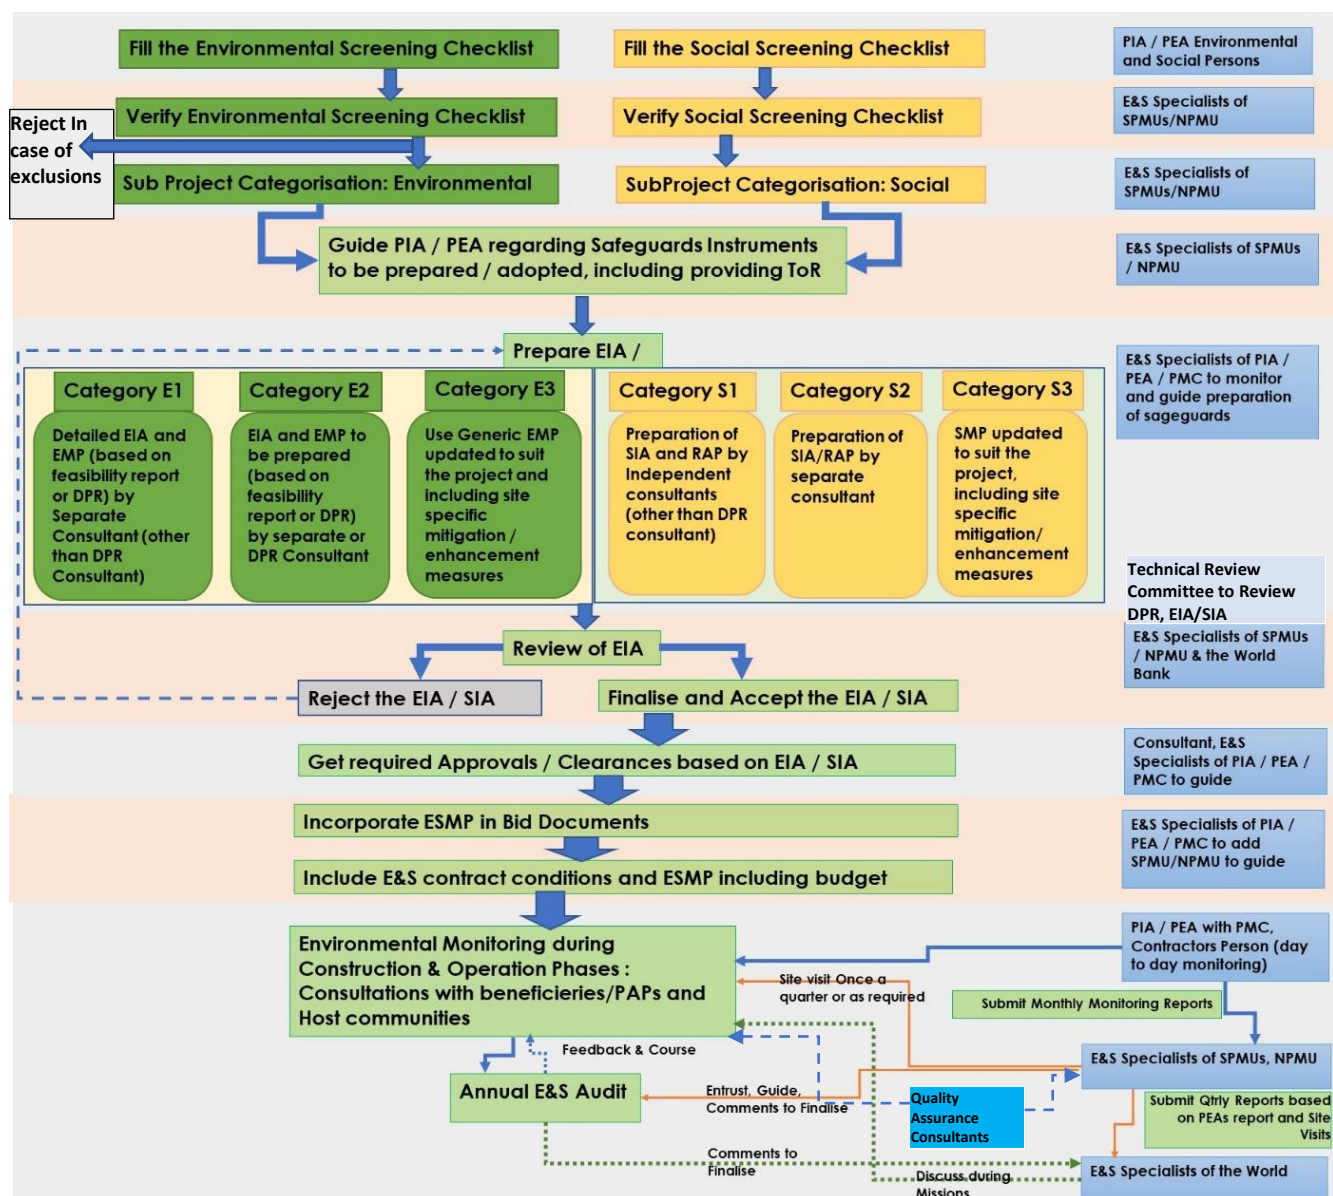 Fill the Environmental Screening Checklist
Fill the Social Screening Checklist
PIA / PEA Environmental
and Social Persons
Reject In
case of
exclusions
Verify Environmental Screening Checklist
Verify Social Screening Checklist
E&S Specialists of
SPMUs/NPMU
Sub Project Categorisation: Environmental
SubProject Categorisation: Social
E&S Specialists of
SPMUs/NPMU
Guide PIA / PEA regarding Safeguards Instruments
to be prepared / adopted, including providing ToR
E&S Specialists of SPMUs
/ NPMU
Prepare EIA /
E&S Specialists of PIA /
PEA / PMC to monitor
and guide preparation
of sageguards
Category E1
Detailed EIA and
EMP (based on
feasibility report
or DPR) by
Separate
Consultant (other
than DPR
Consultant)
Category E2
EIA and EMP to
be prepared
(based on
feasibility
report or DPR)
by separate or
DPR Consultant
Category E3
Use Generic EMP
updated to suit
the project and
including site
specific
mitigation /
enhancement
measures
Category S1
Preparation of
SIA and RAP by
Independent
consultants
(other than DPR
consultant)
Category S2
Preparation of
SIA/RAP by
separate
consultant
Category S3
SMP updated
to suit the
project,
including site
specific
mitigation/
enhancement
measures
Technical Review
Committee to Review
DPR, EIA/SIA
Review of EIA
E&S Specialists of SPMUs
/ NPMU & the World
Bank
Reject the EIA / SIA
Finalise and Accept the EIA / SIA
Get required Approvals / Clearances based on EIA / SIA
Consultant, E&S
Specialists of PIA / PEA /
PMC to guide
Incorporate ESMP in Bid Documents
E&S Specialists of PIA /
PEA / PMC to add
SPMU/NPMU to guide
Include E&S contract conditions and ESMP including budget
Environmental Monitoring during
Construction & Operation Phases :
Consultations with beneficieries/PAPs and
Host communities
PIA / PEA with PMC,
Contractors Person (day
to day monitoring)
Site visit Once a
quarter or as required
Submit Monthly Monitoring Reports
Feedback & Course
E&S Specialists of SPMUs, NPMU
Annual E&S Audit
Entrust, Guide,
Comments to Finalise
Quality
Assurance
Consultants
Submit Qtrly Reports based
on PEAs report and Site
Visits
Comments to
Finalise
Discuss during
Missions
E&S Specialists of the World